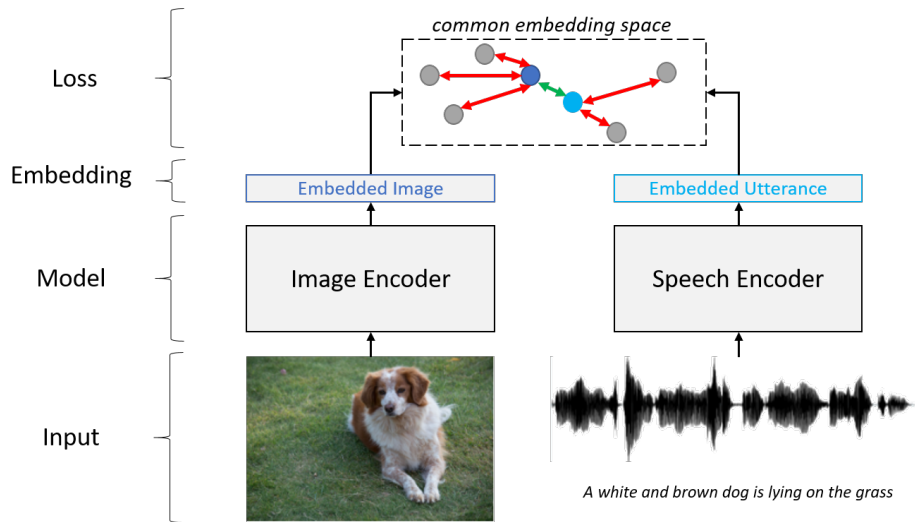 common embedding space
Loss
Embedding
Embedded Image
Embedded Utterance
Model
Image Encoder
Speech Encoder
Input
A white and brown dog is lying on the grass